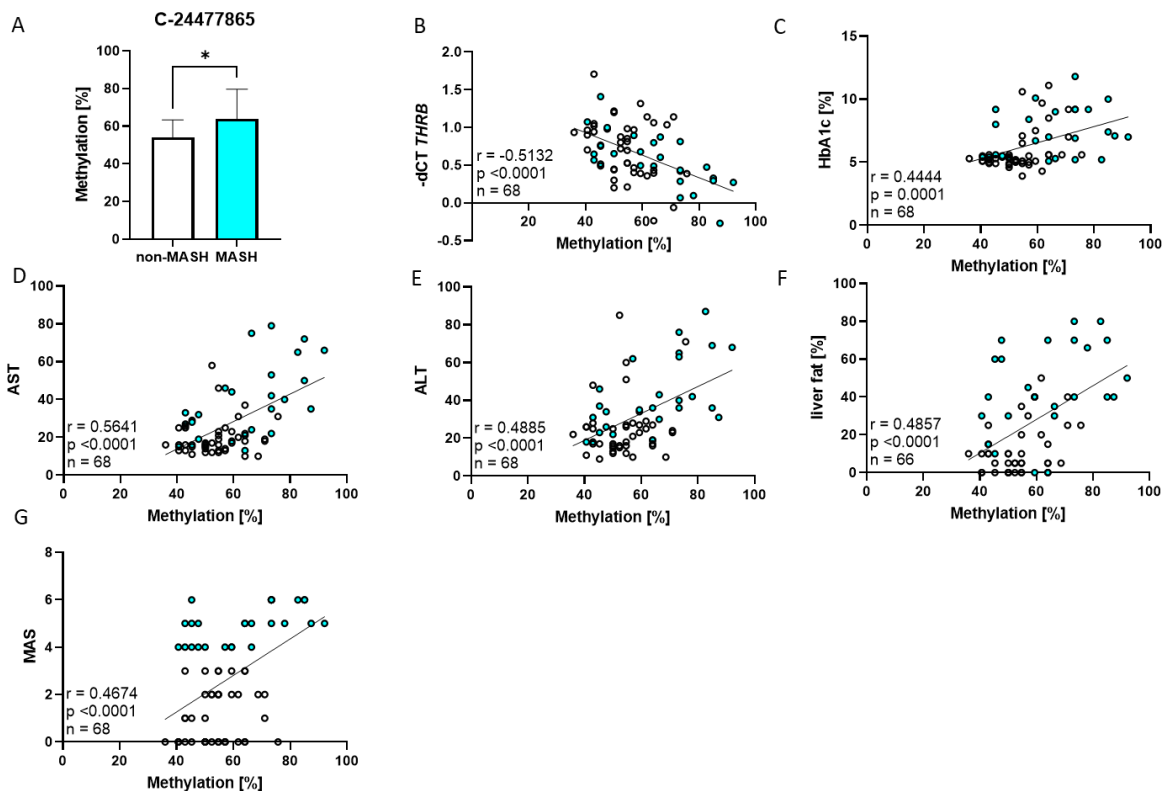 A
C-24477865
*
Methylation [%]
100
80
60
40
20
0
non-MASH MASH
B
-dCT THRB
2.0
1.5
1.0
0.5
0.0
-0.5
r = -0.5132
p <0.0001
n = 68
20 40 60 80 100
Methylation [%]
C
HbA1c [%]
15
10
5
0
r = 0.4444
p = 0.0001
n = 68
0 20 40 60 80 100
Methylation [%]
D
AST
100
80
60
40
20
0
r = 0.5641
p <0.0001
n = 68
0 20 40 60 80 100
Methylation [%]
E
ALT
100
80
60
40
20
0
r = 0.4885
p <0.0001
n = 68
0 20 40 60 80 100
Methylation [%]
F
liver fat [%]
100
80
60
40
20
0
r = 0.4857
p <0.0001
n = 66
0 20 40 60 80 100
Methylation [%]
G
MAS
8
6
4
2
0
r = 0.4674
p <0.0001
n = 68
0 20 40 60 80 100
Methylation [%]